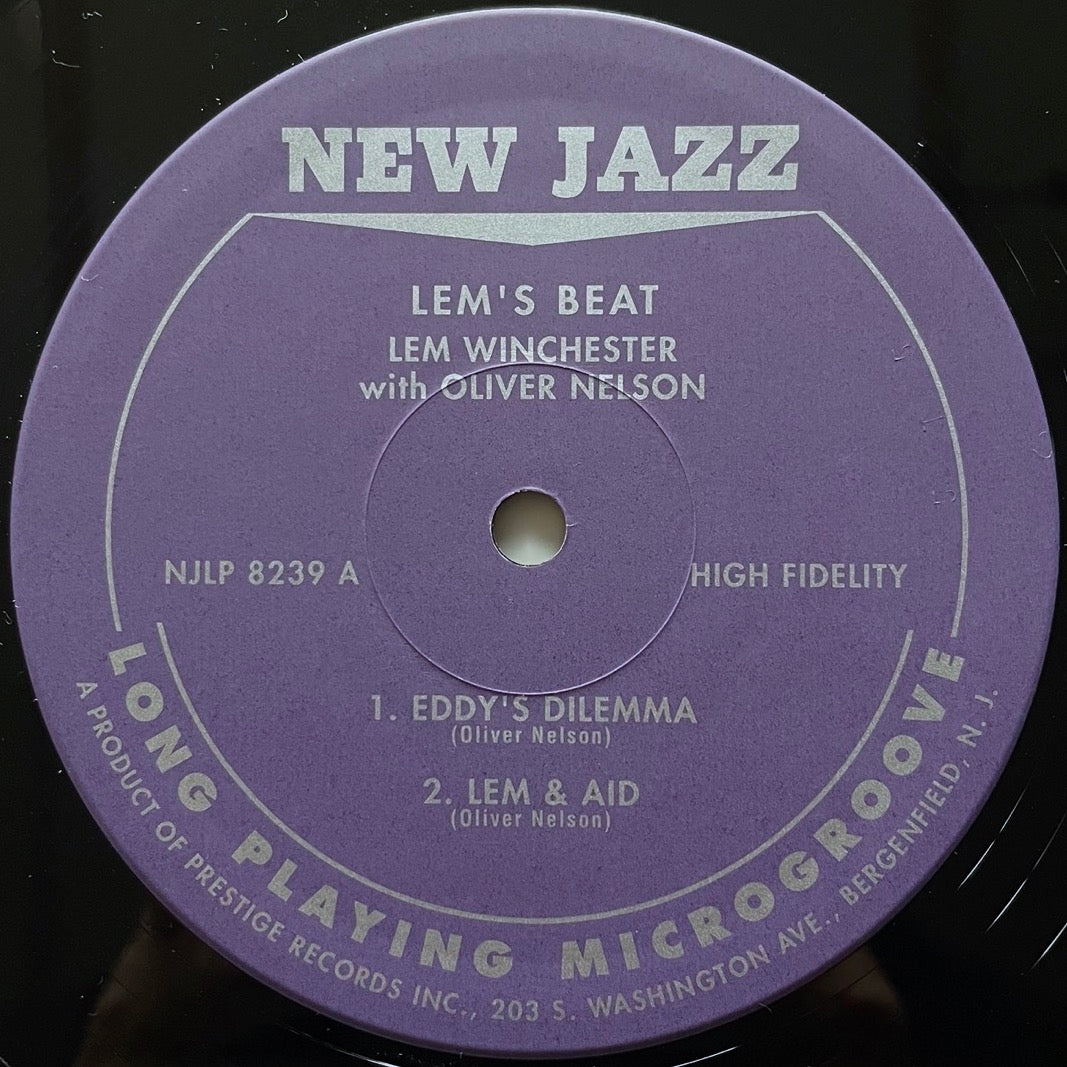 NEW JAZZ
LEM'S BEAT
LEM WINCHESTER
with OLIVER NELSON
NJLP 8239 A
HIGH FIDELITY
1. EDDY'S DILEMMA
(Oliver Nelson)
2. LEM & AID
(Oliver Nelson)
LONG PLAYING MICROGROOVE
A PRODUCT OF PRESTIGE RECORDS INC., 203 S. WASHINGTON AVE., BERGENFIELD, N. J.